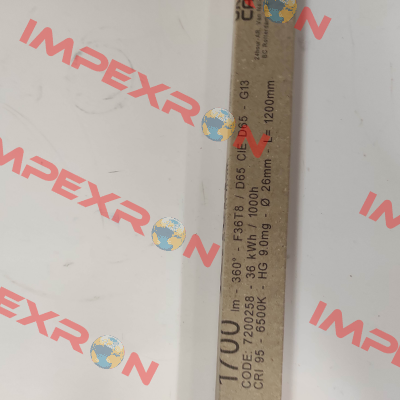 1700 lm - 360° - F36T8 / D65 CIE D65 - G13
CODE: 7200258 - 36 kWh / 1000h
CRI 95 - 6500K - HG 9.0mg - Ø 26mm - L= 1200mm
IMPEXRON
IMPEXRON
IMPEXRON
IMPEXRON
IMPEXRON